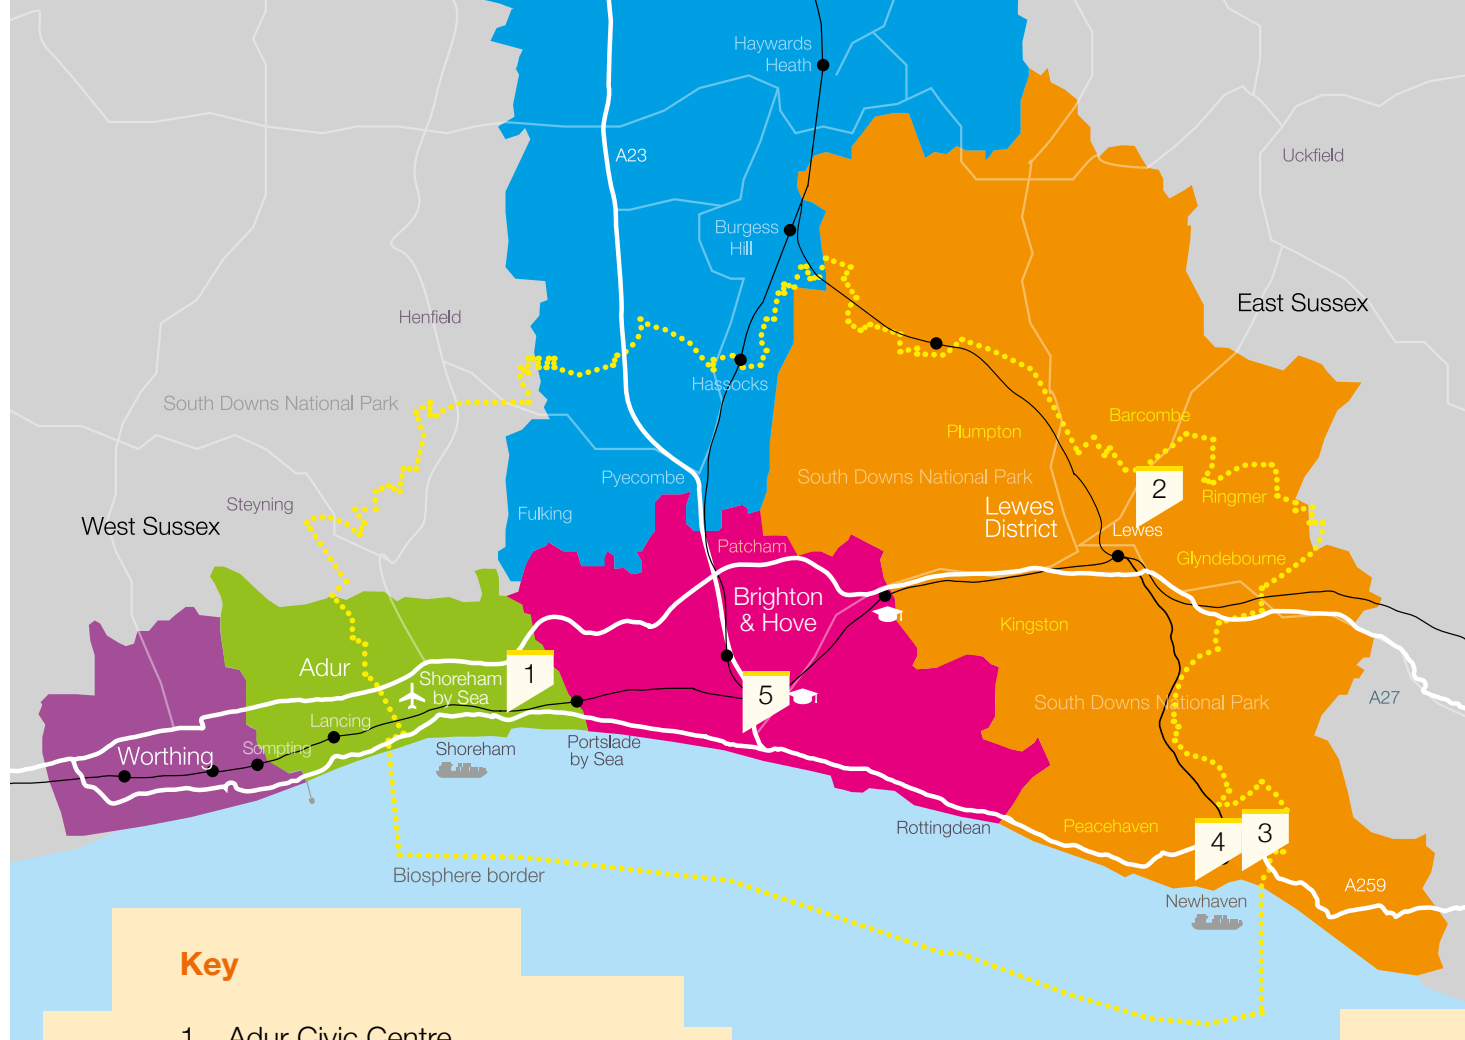 Haywards
Heath
A23
Uckfield
Burgess
Hill
East Sussex
Henfield
Hassocks
South Downs National Park
Barcombe
Plumpton
Pyecombe
South Downs National Park
2
Ringmer
Steyning
Lewes
District
Fulking
West Sussex
Lewes
Patcham
Glyndebourne
Brighton
& Hove
Kingston
Adur
1
Shoreham
by Sea
5
South Downs National Park
A27
Lancing
Sompting
Worthing
Shoreham
Portslade
by Sea
Rottingdean
Peacehaven
4
3
Biosphere border
A259
Newhaven
Key
1 Adur Civic Centre